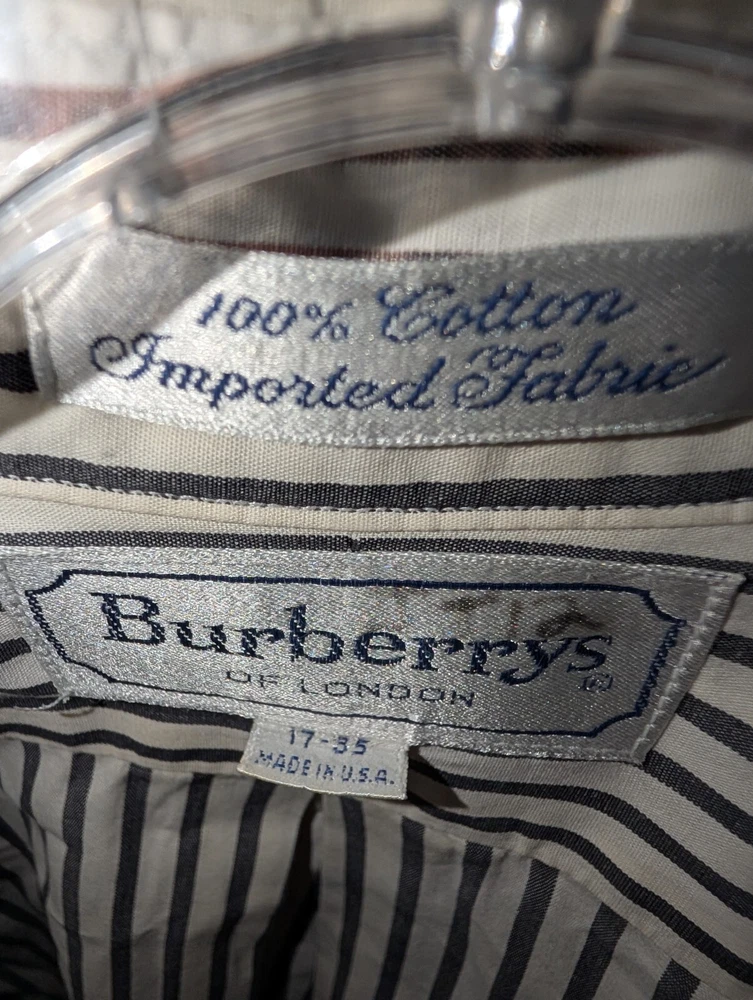 100% Cotton
Imported Fabric
Burberrys®
OF LONDON
17-35
MADE IN U.S.A.